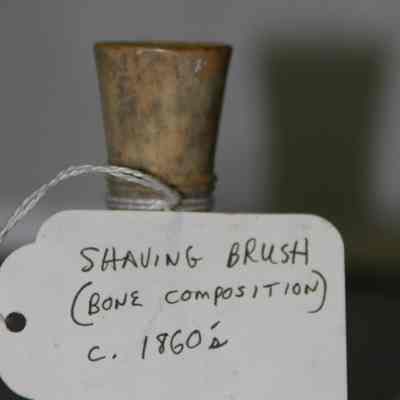 SHAVING BRUSH
(BONE COMPOSITION)
c. 1860's